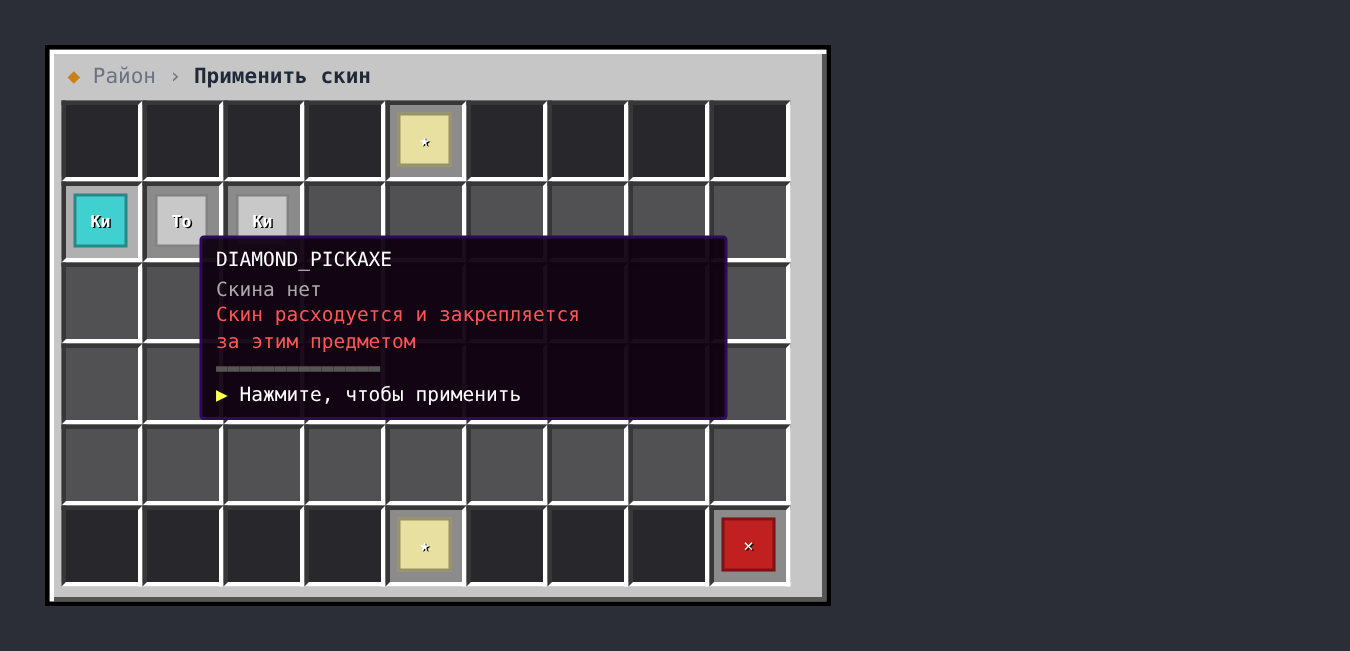 ◆ Район › Применить скин
★
Ки То Ки
DIAMOND_PICKAXE
Скина нет
Скин расходуется и закрепляется
за этим предметом
▶ Нажмите, чтобы применить
★ ×